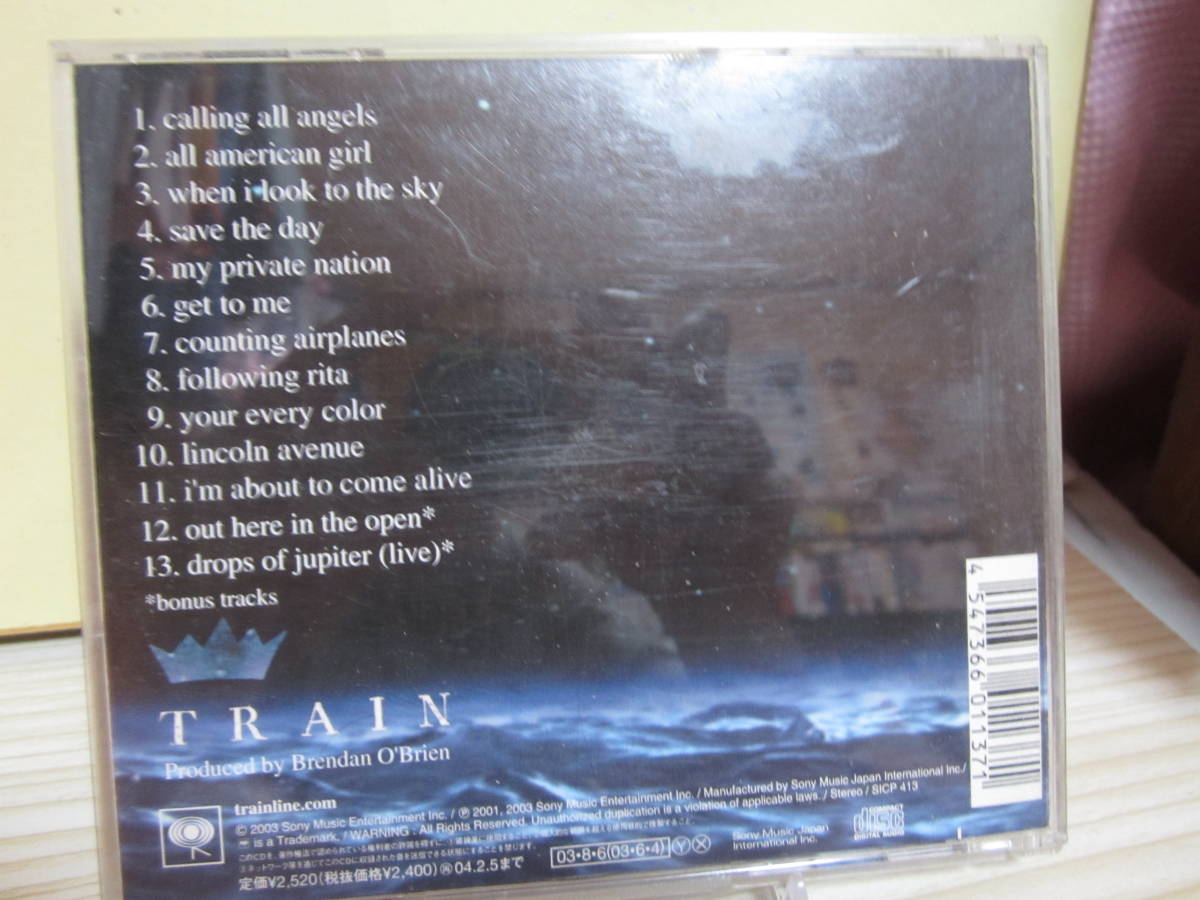 1. calling all angels
2. all american girl
3. when i look to the sky
4. save the day
5. my private nation
6. get to me
7. counting airplanes
8. following rita
9. your every color
10. lincoln avenue
11. i'm about to come alive
12. out here in the open*
13. drops of jupiter (live)*
*bonus tracks
TRAIN
Produced by Brendan O'Brien
trainline.com
© 2003 Sony Music Entertainment Inc. / ℗ 2001, 2003 Sony Music Entertainment Inc. / Manufactured by Sony Music Japan International Inc./
is a Trademark. / WARNING : All Rights Reserved. Unauthorized duplication is a violation of applicable laws. / Stereo / SICP 413
定価¥2,520(税抜価格¥2,400) 04.2.5まで
03・8・6(03・6・4) Ⓨ Ⓧ
Sony Music Japan
International Inc.
COMPACT
disc
DIGITAL AUDIO
4 547366 011371